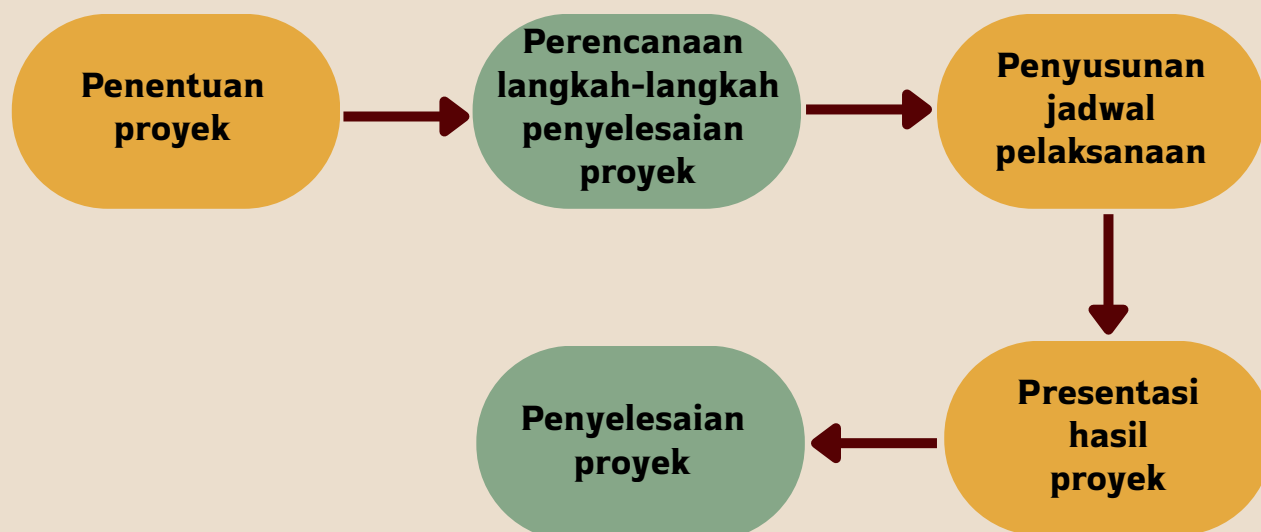 Penentuan
proyek
Perencanaan
langkah-langkah
penyelesaian
proyek
Penyusunan
jadwal
pelaksanaan
Presentasi
hasil
proyek
Penyelesaian
proyek